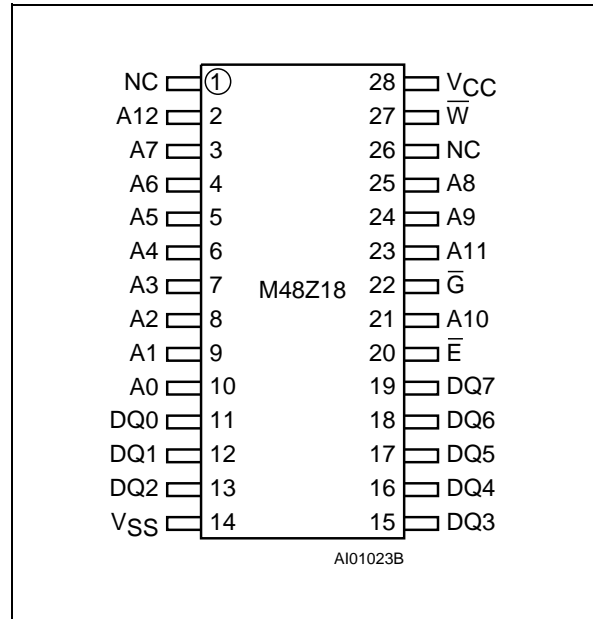 NC 1 28 VCC
A12 2 27 W̅
A7 3 26 NC
A6 4 25 A8
A5 5 24 A9
A4 6 23 A11
A3 7 M48Z18 22 G̅
A2 8 21 A10
A1 9 20 E̅
A0 10 19 DQ7
DQ0 11 18 DQ6
DQ1 12 17 DQ5
DQ2 13 16 DQ4
VSS 14 15 DQ3
AI01023B